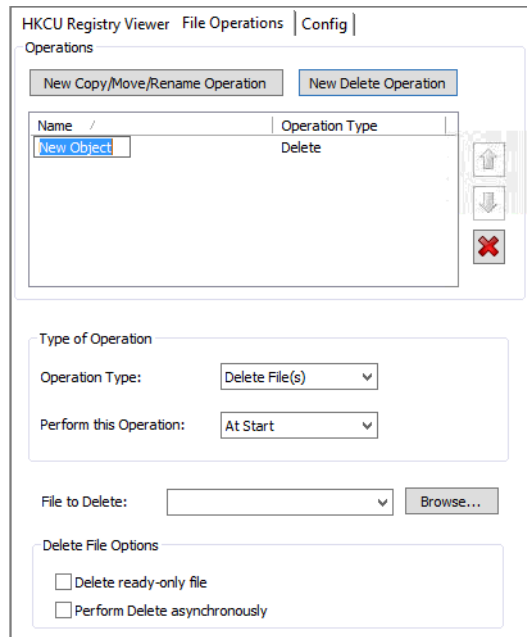 HKCU Registry Viewer File Operations Config
Operations
New Copy/Move/Rename Operation New Delete Operation
Name Operation Type
New Object Delete
Type of Operation
Operation Type: Delete File(s)
Perform this Operation: At Start
File to Delete: Browse...
Delete File Options
Delete ready-only file
Perform Delete asynchronously